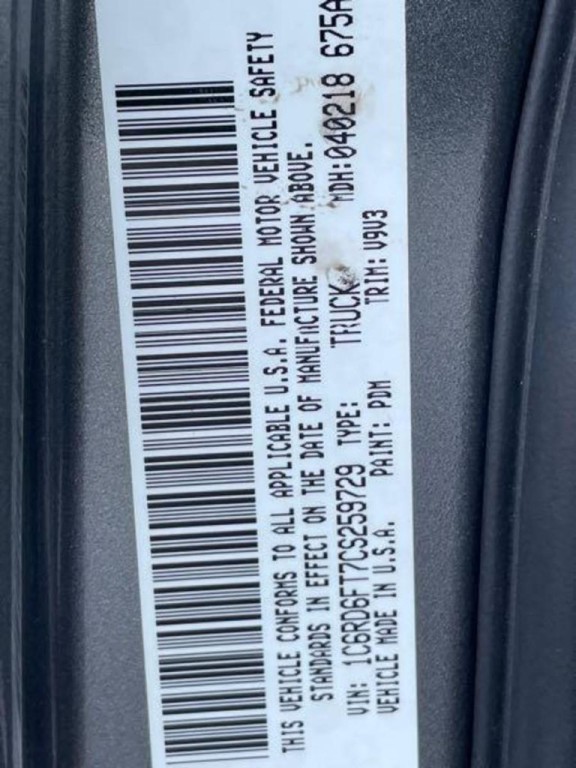 THIS VEHICLE CONFORMS TO ALL APPLICABLE U.S.A. FEDERAL MOTOR VEHICLE SAFETY
STANDARDS IN EFFECT ON THE DATE OF MANUFACTURE SHOWN ABOVE.
VIN: 1C6RD6FT7CS259729 TYPE: TRUCK MDH: 040218 675A
VEHICLE MADE IN U.S.A. PAINT: PDM TRIM: V9V3